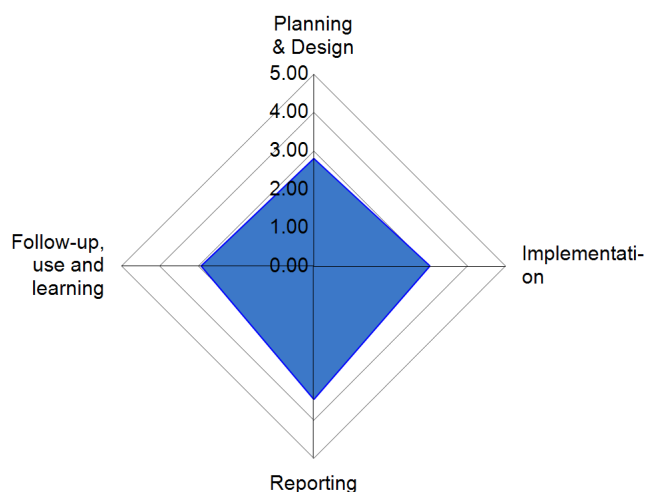 Planning
& Design
5.00
4.00
3.00
2.00
1.00
0.00
Follow-up,
use and
learning
Implementati-
on
Reporting